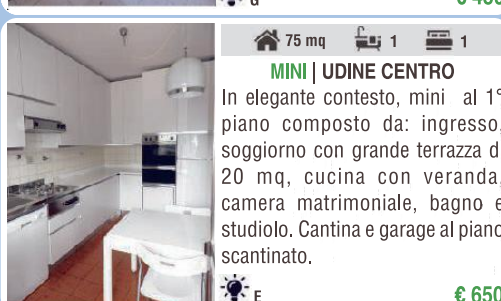 G € 450
75 mq 1 1
MINI | UDINE CENTRO
In elegante contesto, mini al 1°
piano composto da: ingresso,
soggiorno con grande terrazza d
20 mq, cucina con veranda,
camera matrimoniale, bagno e
studiolo. Cantina e garage al piano
scantinato.
E € 650